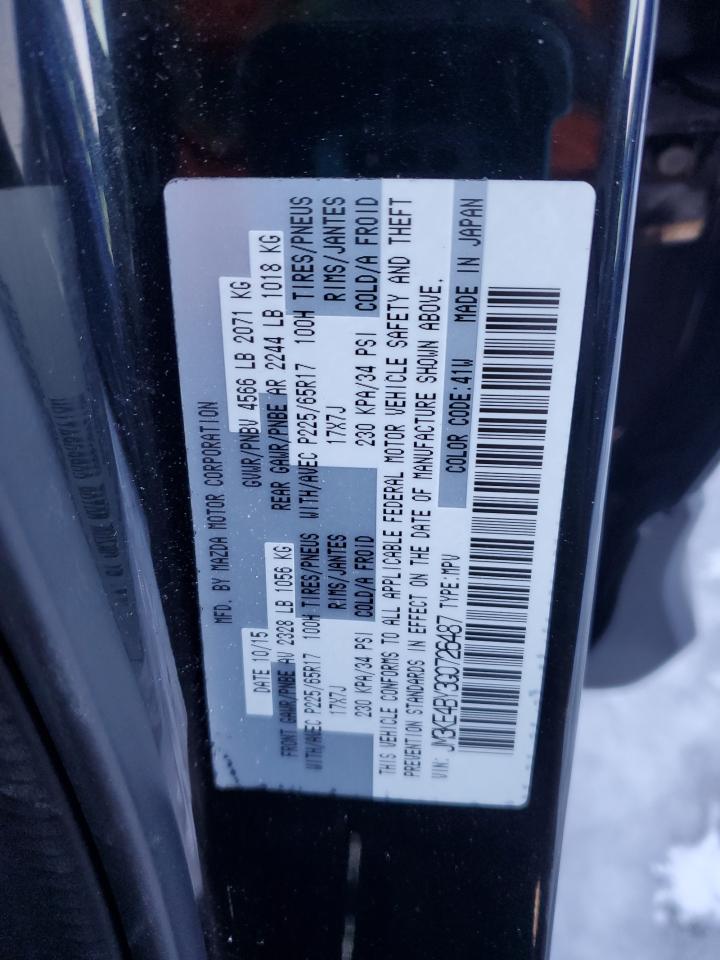 MFD. BY MAZDA MOTOR CORPORATION
DATE 10/15 GVWR/PNBV 4566 LB 2071 KG
FRONT GAWR/PNBE AV 2328 LB 1056 KG REAR GAWR/PNBE AR 2244 LB 1018 KG
WITH/AVEC P225/65R17 100H TIRES/PNEUS WITH/AVEC P225/65R17 100H TIRES/PNEUS
17X7J RIMS/JANTES 17X7J RIMS/JANTES
230 KPA/34 PSI COLD/A FROID 230 KPA/34 PSI COLD/A FROID
THIS VEHICLE CONFORMS TO ALL APPLICABLE FEDERAL MOTOR VEHICLE SAFETY AND THEFT
PREVENTION STANDARDS IN EFFECT ON THE DATE OF MANUFACTURE SHOWN ABOVE.
VIN: JM3KE4BY3G0726487 TYPE:MPV COLOR CODE:41W MADE IN JAPAN